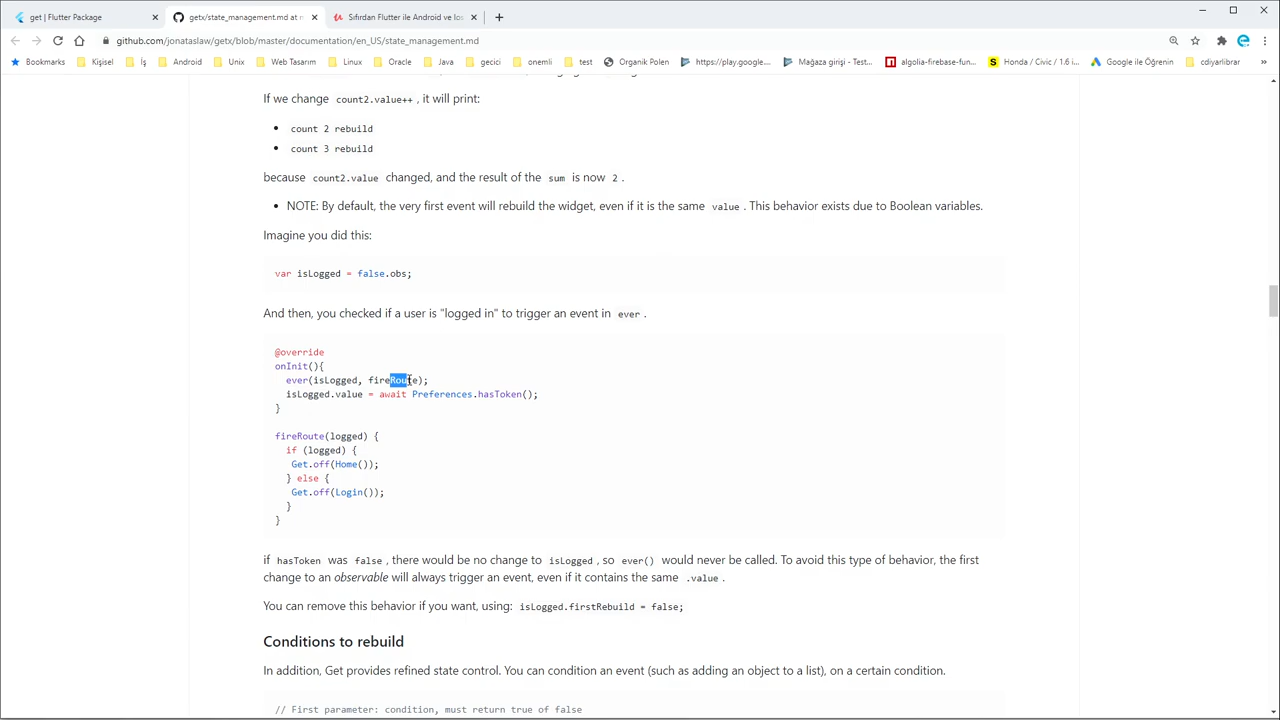 get | Flutter Package
getx/state_management.md at m
Sıfırdan Flutter ile Android ve Ios
github.com/jonataslaw/getx/blob/master/documentation/en_US/state_management.md
Bookmarks
Kişisel
İş
Android
Unix
Web Tasarım
Linux
Oracle
Java
gecici
onemli
test
Organik Polen
https://play.google....
Mağaza girişi - Test...
algolia-firebase-fun...
Honda / Civic / 1.6 i...
Google ile Öğrenin
cdiyarlibrar
»
If we change count2.value++ , it will print:
• count 2 rebuild
• count 3 rebuild
because count2.value changed, and the result of the sum is now 2 .
• NOTE: By default, the very first event will rebuild the widget, even if it is the same value . This behavior exists due to Boolean variables.
Imagine you did this:
var isLogged = false.obs;
And then, you checked if a user is "logged in" to trigger an event in ever .
@override
onInit(){
ever(isLogged, fireRoute);
isLogged.value = await Preferences.hasToken();
}
fireRoute(logged) {
if (logged) {
Get.off(Home());
} else {
Get.off(Login());
}
}
if hasToken was false , there would be no change to isLogged , so ever() would never be called. To avoid this type of behavior, the first
change to an observable will always trigger an event, even if it contains the same .value .
You can remove this behavior if you want, using: isLogged.firstRebuild = false;
Conditions to rebuild
In addition, Get provides refined state control. You can condition an event (such as adding an object to a list), on a certain condition.
// First parameter: condition, must return true of false